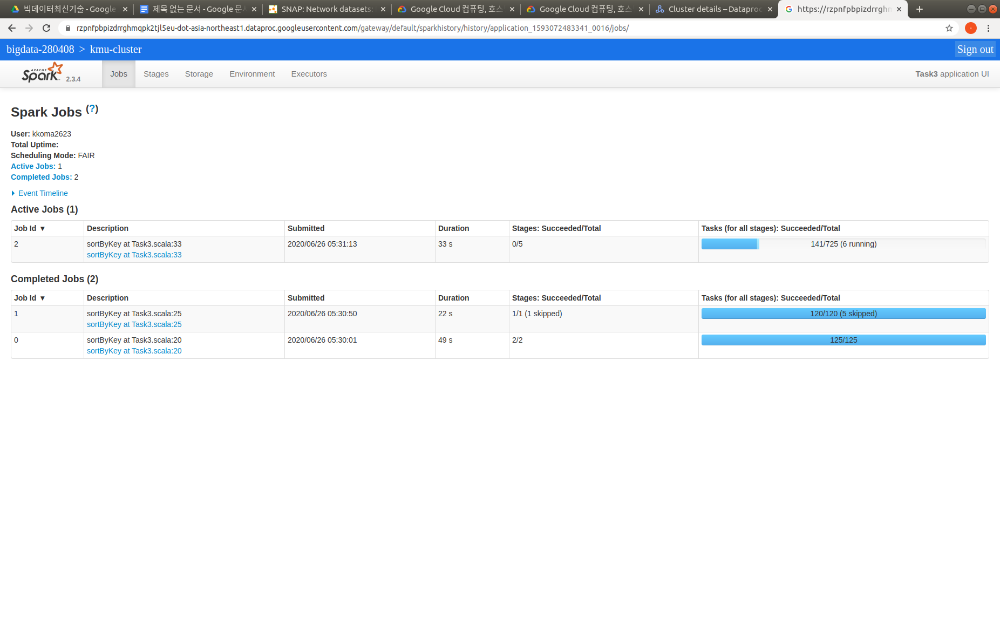 빅데이터최신기술 - Google
제목 없는 문서 - Google 문
SNAP: Network datasets:
Google Cloud 컴퓨팅, 호스
Google Cloud 컴퓨팅, 호스
Cluster details – Dataproc
https://rzpnfpbpizdrrghm
rzpnfpbpizdrrghmqpk2tjl5eu-dot-asia-northeast1.dataproc.googleusercontent.com/gateway/default/sparkhistory/history/application_1593072483341_0016/jobs/
bigdata-280408 > kmu-cluster
Sign out
APACHE Spark 2.3.4
Jobs Stages Storage Environment Executors
Task3 application UI
Spark Jobs (?)
User: kkoma2623
Total Uptime:
Scheduling Mode: FAIR
Active Jobs: 1
Completed Jobs: 2
Event Timeline
Active Jobs (1)
Job Id ▼ Description Submitted Duration Stages: Succeeded/Total Tasks (for all stages): Succeeded/Total
2 sortByKey at Task3.scala:33 2020/06/26 05:31:13 33 s 0/5 141/725 (6 running)
sortByKey at Task3.scala:33
Completed Jobs (2)
Job Id ▼ Description Submitted Duration Stages: Succeeded/Total Tasks (for all stages): Succeeded/Total
1 sortByKey at Task3.scala:25 2020/06/26 05:30:50 22 s 1/1 (1 skipped) 120/120 (5 skipped)
sortByKey at Task3.scala:25
0 sortByKey at Task3.scala:20 2020/06/26 05:30:01 49 s 2/2 125/125
sortByKey at Task3.scala:20